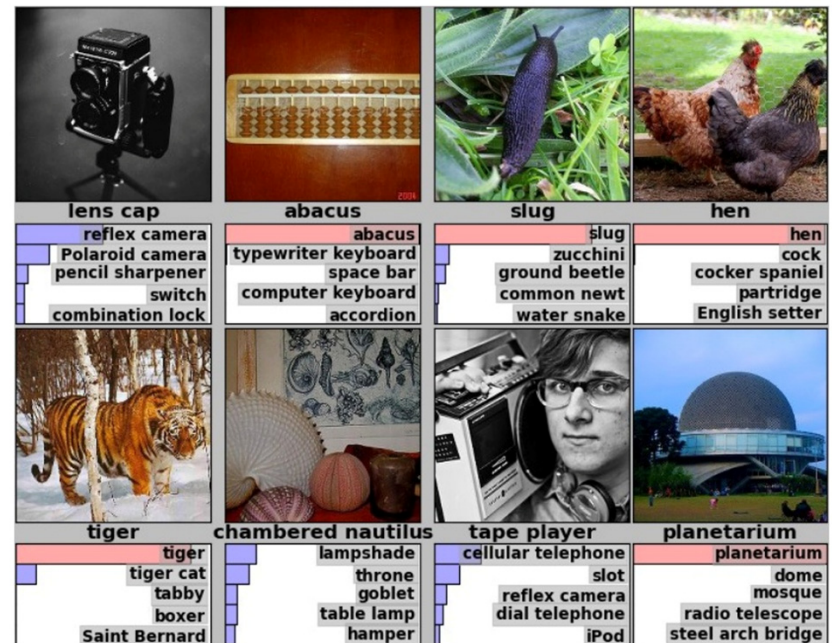 2004
lens cap
abacus
slug
hen
reflex camera
Polaroid camera
pencil sharpener
switch
combination lock
abacus
typewriter keyboard
space bar
computer keyboard
accordion
slug
zucchini
ground beetle
common newt
water snake
hen
cock
cocker spaniel
partridge
English setter
tiger
chambered nautilus
tape player
planetarium
tiger
tiger cat
tabby
boxer
Saint Bernard
lampshade
throne
goblet
table lamp
hamper
cellular telephone
slot
reflex camera
dial telephone
iPod
planetarium
dome
mosque
radio telescope
steel arch bridge